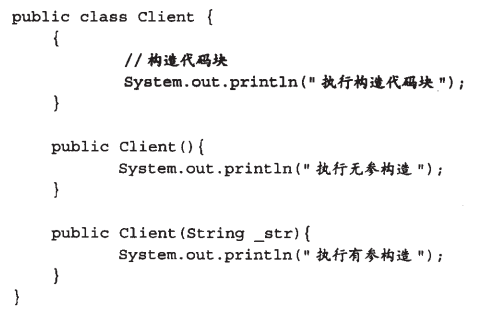 public class Client {
    {
            //构造代码块
            System.out.println("执行构造代码块");
    }

    public Client(){
            System.out.println("执行无参构造");
    }

    public Client(String _str){
            System.out.println("执行有参构造");
    }
}